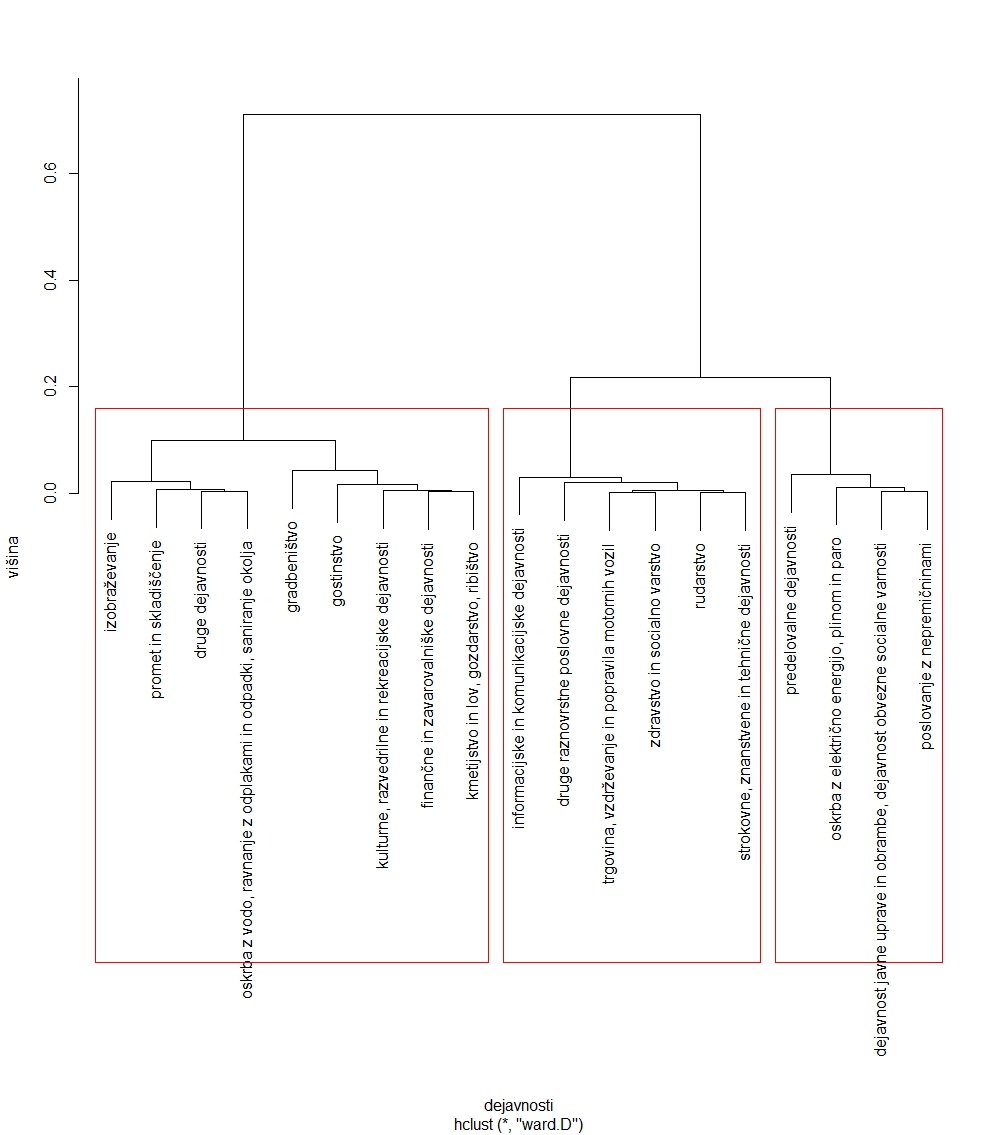 višina
0.0
0.2
0.4
0.6
izobraževanje
promet in skladiščenje
druge dejavnosti
oskrba z vodo, ravnanje z odplakami in odpadki, saniranje okolja
gradbeništvo
gostinstvo
kulturne, razvedrilne in rekreacijske dejavnosti
finančne in zavarovalniške dejavnosti
kmetijstvo in lov, gozdarstvo, ribištvo
informacijske in komunikacijske dejavnosti
druge raznovrstne poslovne dejavnosti
trgovina, vzdrževanje in popravila motornih vozil
zdravstvo in socialno varstvo
rudarstvo
strokovne, znanstvene in tehnične dejavnosti
predelovalne dejavnosti
oskrba z električno energijo, plinom in paro
dejavnost javne uprave in obrambe, dejavnost obvezne socialne varnosti
poslovanje z nepremičninami
dejavnosti
hclust (*, "ward.D")